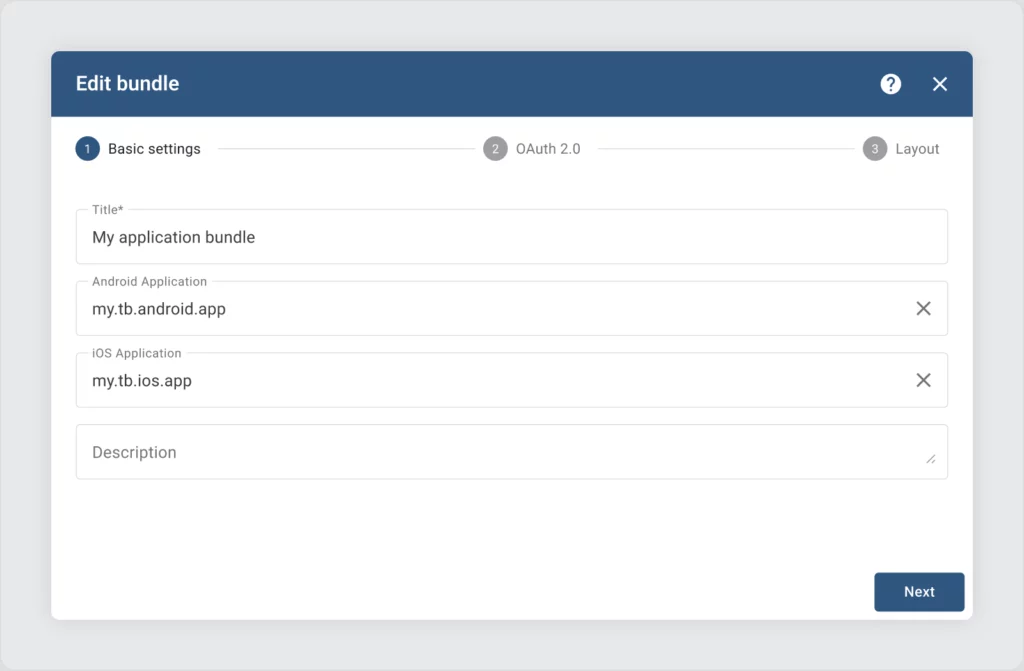 Edit bundle
?
1 Basic settings
2 OAuth 2.0
3 Layout
Title*
My application bundle
Android Application
my.tb.android.app
iOS Application
my.tb.ios.app
Description
Next